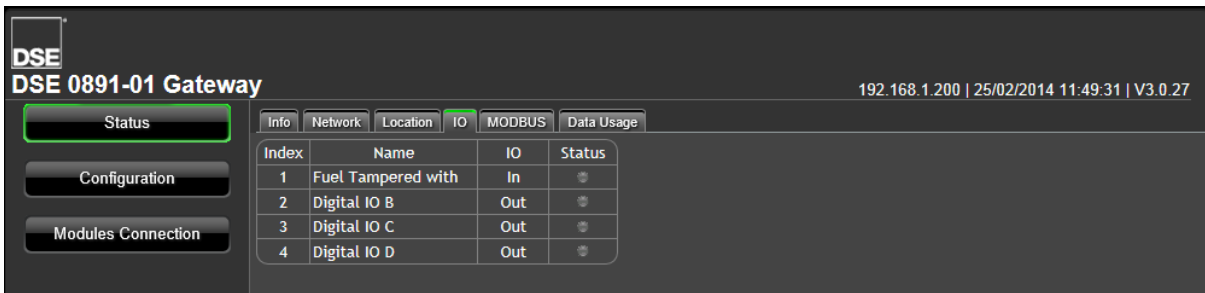 DSE
DSE 0891-01 Gateway
192.168.1.200 | 25/02/2014 11:49:31 | V3.0.27
Status
Configuration
Modules Connection
Info Network Location IO MODBUS Data Usage
Index Name IO Status
1 Fuel Tampered with In
2 Digital IO B Out
3 Digital IO C Out
4 Digital IO D Out